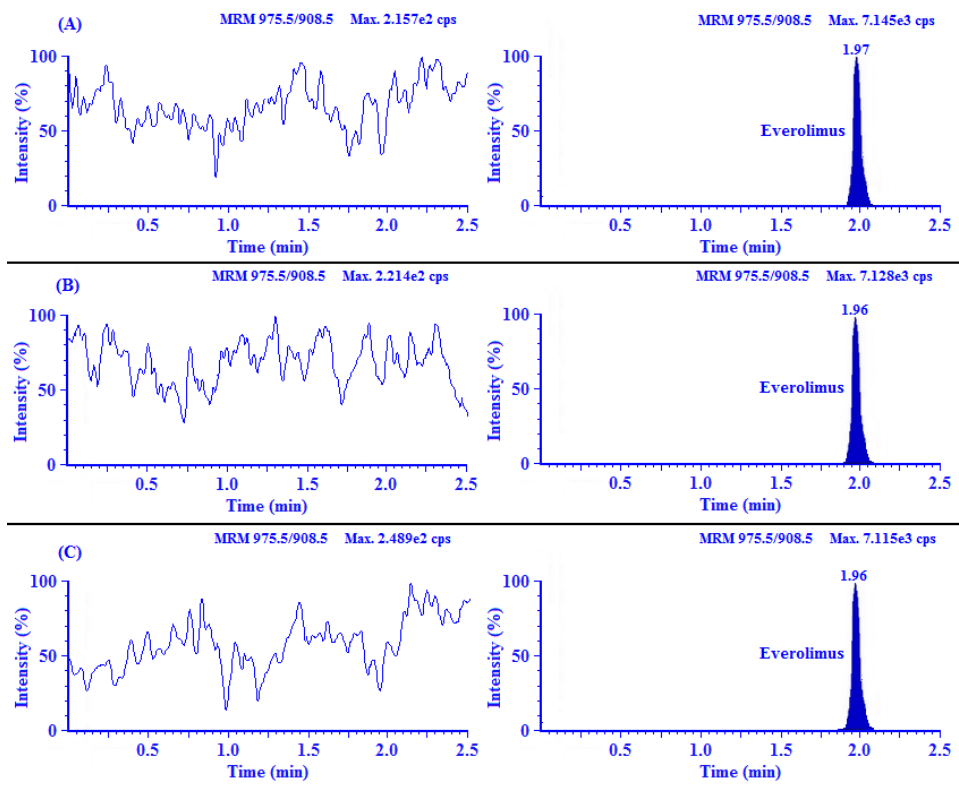 (A)
MRM 975.5/908.5 Max. 2.157e2 cps
Intensity (%)
100
50
0
0.5 1.0 1.5 2.0 2.5
Time (min)
MRM 975.5/908.5 Max. 7.145e3 cps
1.97
Everolimus
Intensity (%)
100
50
0
0.5 1.0 1.5 2.0 2.5
Time (min)
(B)
MRM 975.5/908.5 Max. 2.214e2 cps
Intensity (%)
100
50
0
0.5 1.0 1.5 2.0 2.5
Time (min)
MRM 975.5/908.5 Max. 7.128e3 cps
1.96
Everolimus
Intensity (%)
100
50
0
0.5 1.0 1.5 2.0 2.5
Time (min)
(C)
MRM 975.5/908.5 Max. 2.489e2 cps
Intensity (%)
100
50
0
0.5 1.0 1.5 2.0 2.5
Time (min)
MRM 975.5/908.5 Max. 7.115e3 cps
1.96
Everolimus
Intensity (%)
100
50
0
0.5 1.0 1.5 2.0 2.5
Time (min)